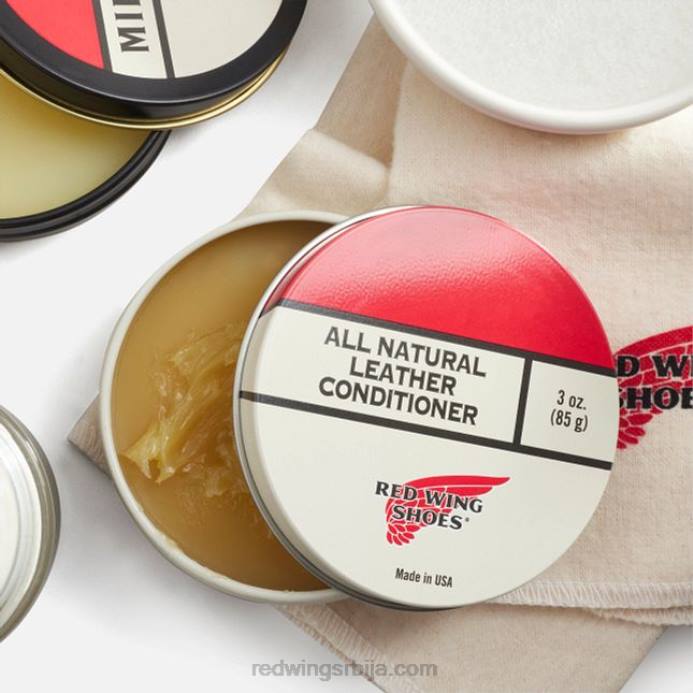 ALL NATURAL
LEATHER
CONDITIONER
3 oz.
(85 g)
RED WING
SHOES®
Made in USA
redwingsrbija.com